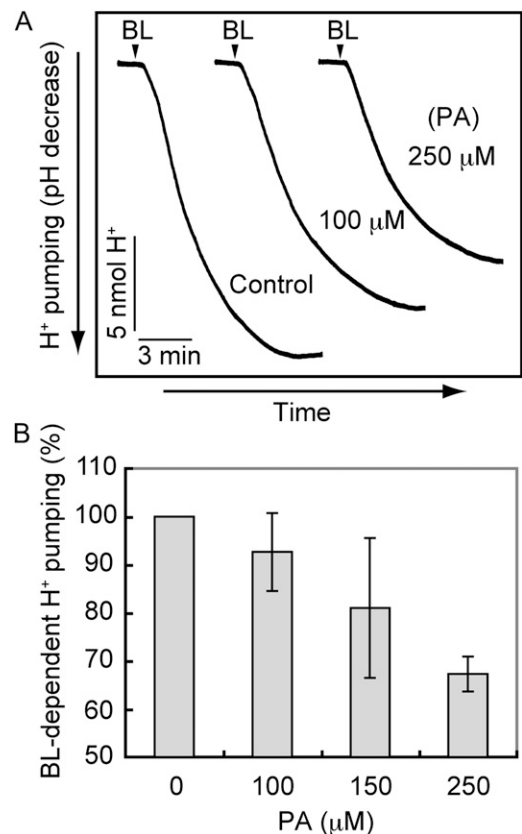 A
BL BL BL
(PA)
250 μM
100 μM
Control
5 nmol H⁺
3 min
H⁺ pumping (pH decrease)
Time
B
BL-dependent H⁺ pumping (%)
110
100
90
80
70
60
50
0 100 150 250
PA (μM)